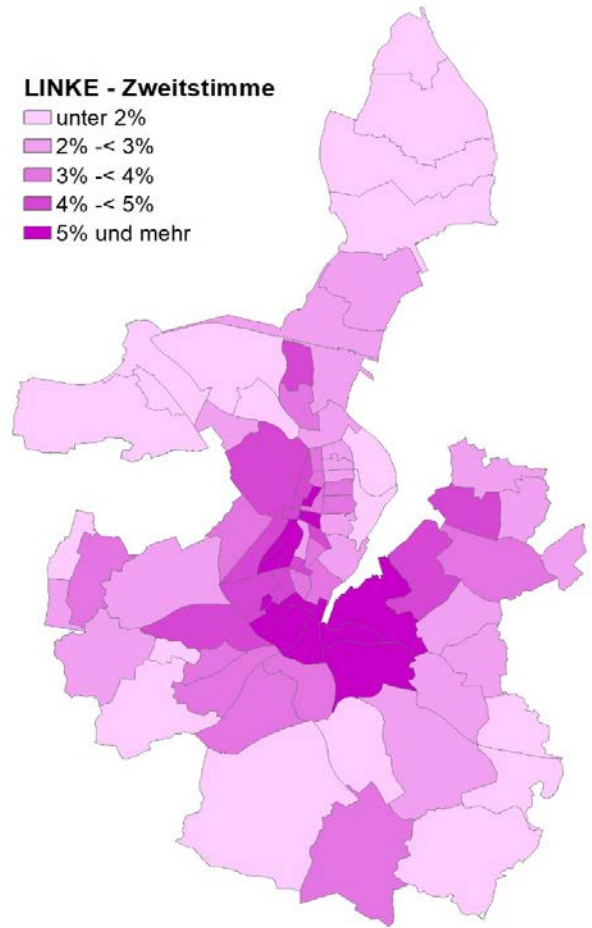 LINKE - Zweitstimme
unter 2%
2% -< 3%
3% -< 4%
4% -< 5%
5% und mehr